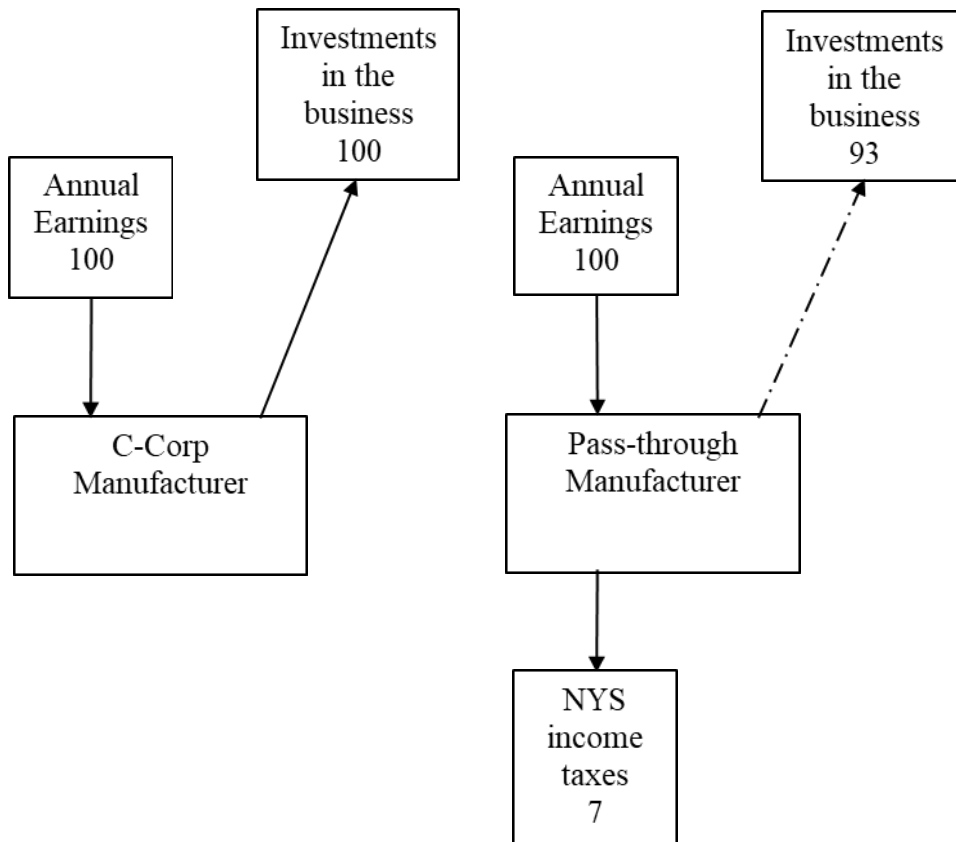 Investments
in the
business
100
Annual
Earnings
100
C-Corp
Manufacturer
Investments
in the
business
93
Annual
Earnings
100
Pass-through
Manufacturer
NYS
income
taxes
7